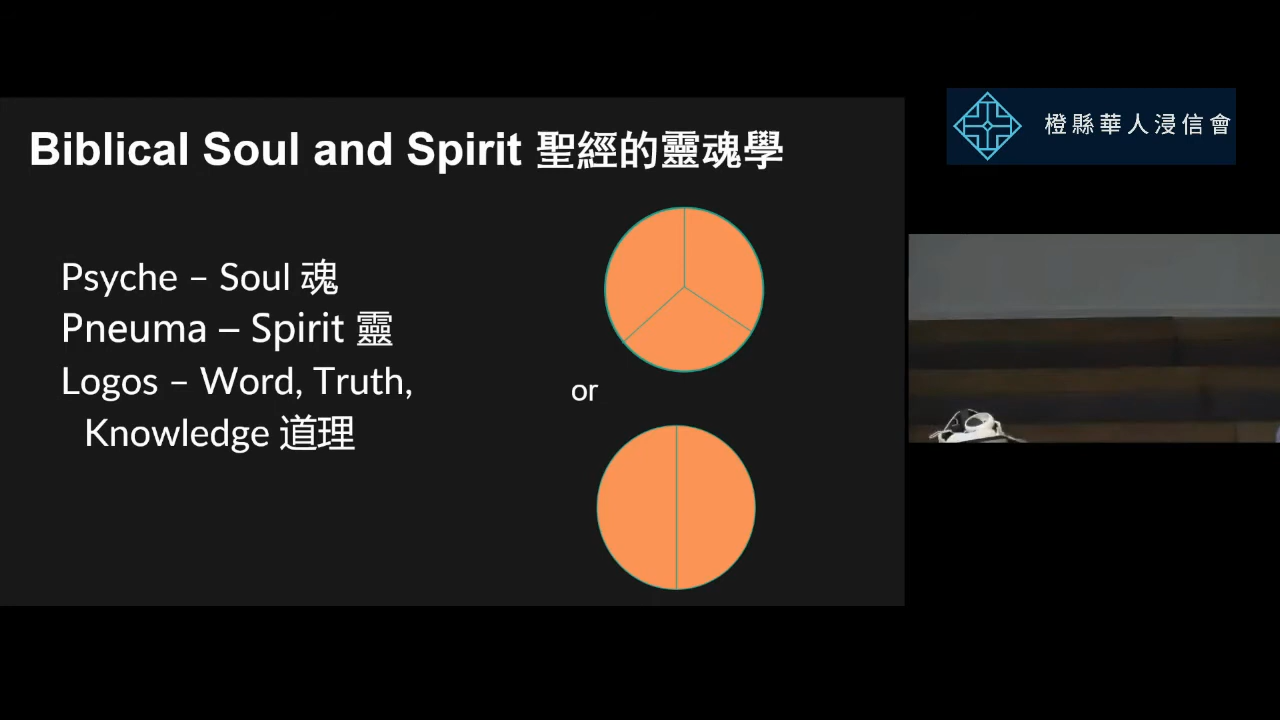 Biblical Soul and Spirit 聖經的靈魂學
Psyche – Soul 魂
Pneuma – Spirit 靈
Logos – Word, Truth,
Knowledge 道理
or
橙縣華人浸信會